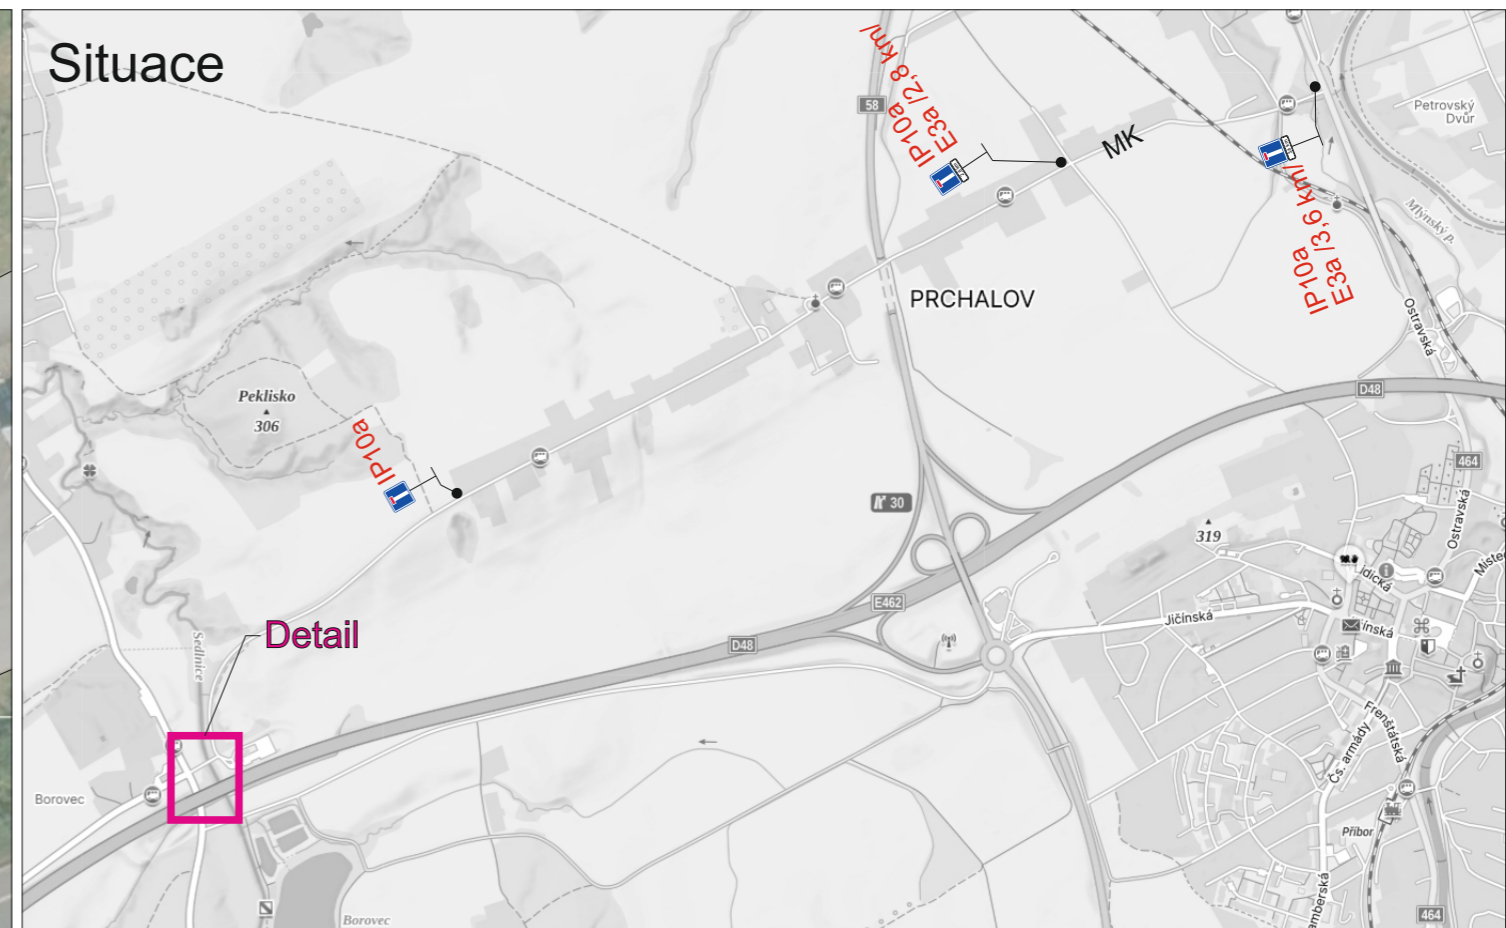 Situace
58
IP10a
E3a /2,8 km/
MK
Petrovský
Dvůr
Mlýnský p.
IP10a
E3a /3,6 km/
PRCHALOV
Ostravská
Peklisko
306
IP10a
D48
464
30
319
Ostravská
E462
Jičínská
Sedlnice
Detail
D48
Frenštátská
Čs. armády
Borovec
Příbor
Borovec
464